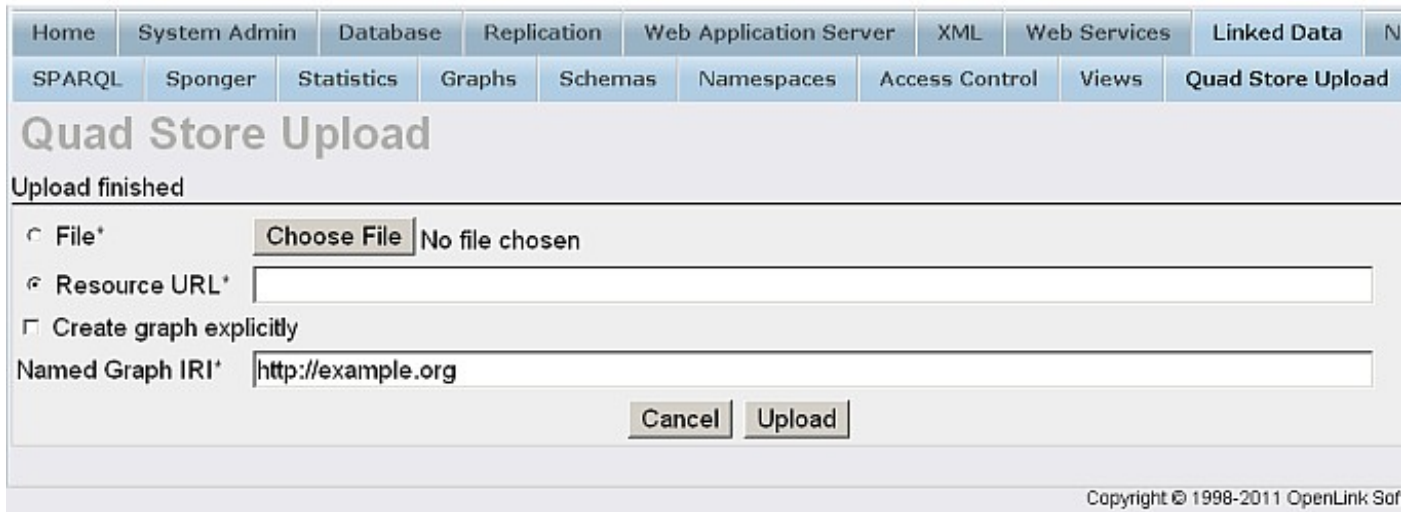 Home System Admin Database Replication Web Application Server XML Web Services Linked Data N
SPARQL Sponger Statistics Graphs Schemas Namespaces Access Control Views Quad Store Upload
Quad Store Upload
Upload finished
File* Choose File No file chosen
Resource URL*
Create graph explicitly
Named Graph IRI* http://example.org
Cancel Upload
Copyright © 1998-2011 OpenLink Sof